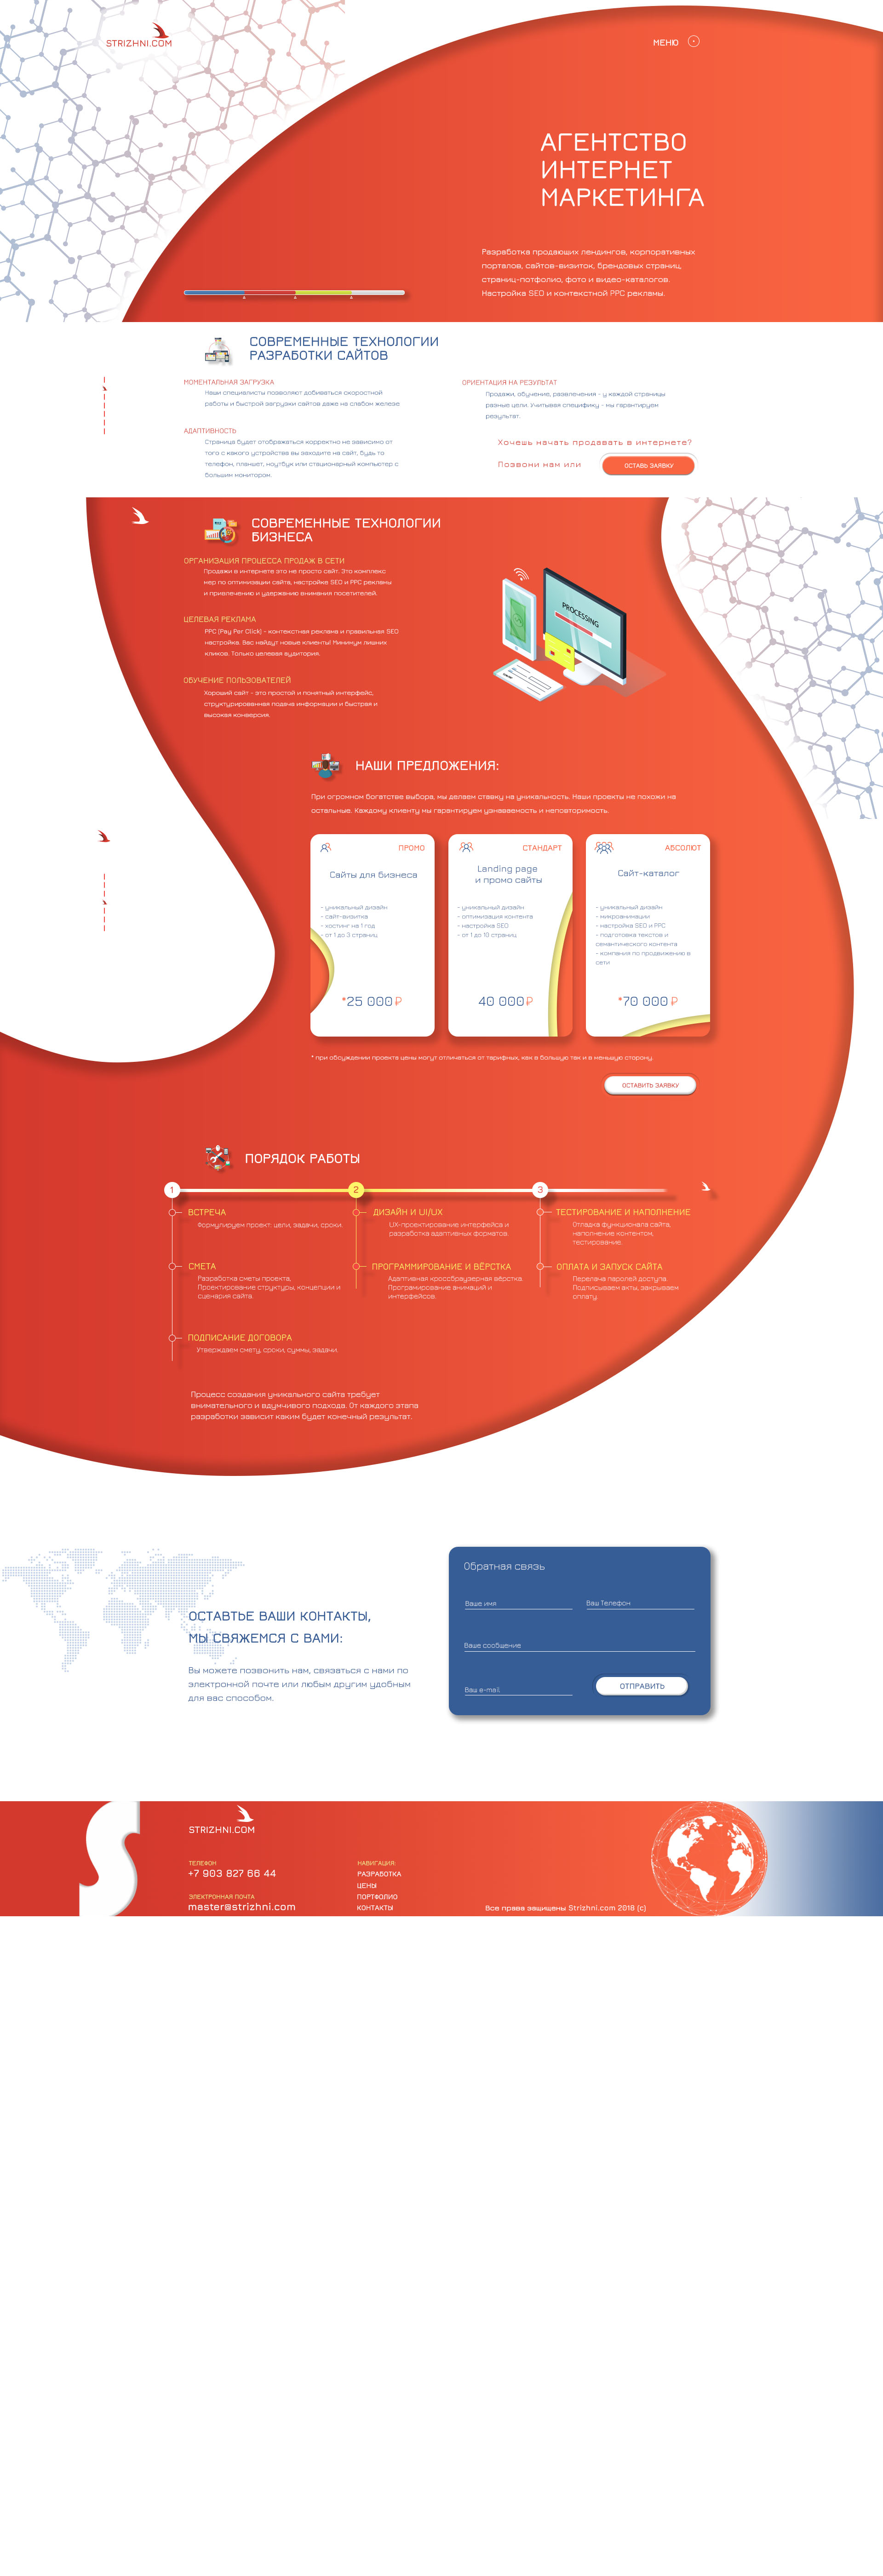 STRIZHNI.COM
МЕНЮ
АГЕНТСТВО
ИНТЕРНЕТ
МАРКЕТИНГА
Разработка продающих лендингов, корпоративных
порталов, сайтов-визиток, брендовых страниц,
страниц-потфолио, фото и видео-каталогов.
Настройка SEO и контекстной PPC рекламы.
СОВРЕМЕННЫЕ ТЕХНОЛОГИИ
РАЗРАБОТКИ САЙТОВ
МОМЕНТАЛЬНАЯ ЗАГРУЗКА
Наши специалисты позволяют добиваться скоростной
работы и быстрой загрузки сайтов даже на слабом железе
АДАПТИВНОСТЬ
Страница будет отображаться корректно не зависимо от
того с какого устройства вы заходите на сайт, будь то
телефон, планшет, ноутбук или стационарный компьютер с
большим монитором.
ОРИЕНТАЦИЯ НА РЕЗУЛЬТАТ
Продажи, обучение, развлечения - у каждой страницы
разные цели. Учитывая специфику - мы гарантируем
результат.
Хочешь начать продавать в интернете?
Позвони нам или
ОСТАВЬ ЗАЯВКУ
СОВРЕМЕННЫЕ ТЕХНОЛОГИИ
БИЗНЕСА
ОРГАНИЗАЦИЯ ПРОЦЕССА ПРОДАЖ В СЕТИ
Продажи в интернете это не просто сайт. Это комплекс
мер по оптимизации сайта, настройке SEO и PPC рекламы
и привлечению и удержанию внимания посетителей.
ЦЕЛЕВАЯ РЕКЛАМА
PPC (Pay Per Click) - контекстная реклама и правильная SEO
настройка. Вас найдут новые клиенты! Минимум лишних
кликов. Только целевая аудитория.
ОБУЧЕНИЕ ПОЛЬЗОВАТЕЛЕЙ
Хороший сайт - это простой и понятный интерфейс,
структурированная подача информации и быстрая и
высокая конверсия.
PROCESSING
НАШИ ПРЕДЛОЖЕНИЯ:
При огромном богатстве выбора, мы делаем ставку на уникальность. Наши проекты не похожи на
остальные. Каждому клиенту мы гарантируем узнаваемость и неповторимость.
ПРОМО
Сайты для бизнеса
- уникальный дизайн
- сайт-визитка
- хостинг на 1 год
- от 1 до 3 страниц
*25 000 ₽
СТАНДАРТ
Landing page
и промо сайты
- уникальный дизайн
- оптимизация контента
- настройка SEO
- от 1 до 10 страниц
40 000 ₽
АБСОЛЮТ
Сайт-каталог
- уникальный дизайн
- микроанимации
- настройка SEO и PPC
- подготовка текстов и
семантического контента
- компания по продвижению в
сети
*70 000 ₽
* при обсуждении проекта цены могут отличаться от тарифных, как в большую так и в меньшую сторону
ОСТАВИТЬ ЗАЯВКУ
ПОРЯДОК РАБОТЫ
1
2
3
ВСТРЕЧА
Формулируем проект: цели, задачи, сроки.
СМЕТА
Разработка сметы проекта,
Проектирование структуры, концепции и
сценария сайта
ПОДПИСАНИЕ ДОГОВОРА
Утверждаем смету, сроки, суммы, задачи.
ДИЗАЙН И UI/UX
UX-проектирование интерфейса и
разработка адаптивных форматов.
ПРОГРАММИРОВАНИЕ И ВЁРСТКА
Адаптивная кроссбраузерная вёрстка.
Програмирование анимаций и
интерфейсов.
ТЕСТИРОВАНИЕ И НАПОЛНЕНИЕ
Отладка функционала сайта,
наполнение контентом,
тестирование.
ОПЛАТА И ЗАПУСК САЙТА
Передача паролей доступа.
Подписываем акты, закрываем
оплату.
Процесс создания уникального сайта требует
внимательного и вдумчивого подхода. От каждого этапа
разработки зависит каким будет конечный результат.
ОСТАВТЬЕ ВАШИ КОНТАКТЫ,
МЫ СВЯЖЕМСЯ С ВАМИ:
Вы можете позвонить нам, связаться с нами по
электронной почте или любым другим удобным
для вас способом.
Обратная связь
Ваше имя
Ваш Телефон
Ваше сообщение
Ваш e-mail
ОТПРАВИТЬ
STRIZHNI.COM
ТЕЛЕФОН
+7 903 827 66 44
ЭЛЕКТРОННАЯ ПОЧТА
master@strizhni.com
НАВИГАЦИЯ:
РАЗРАБОТКА
ЦЕНЫ
ПОРТФОЛИО
КОНТАКТЫ
Все права защищены Strizhni.com 2018 (c)